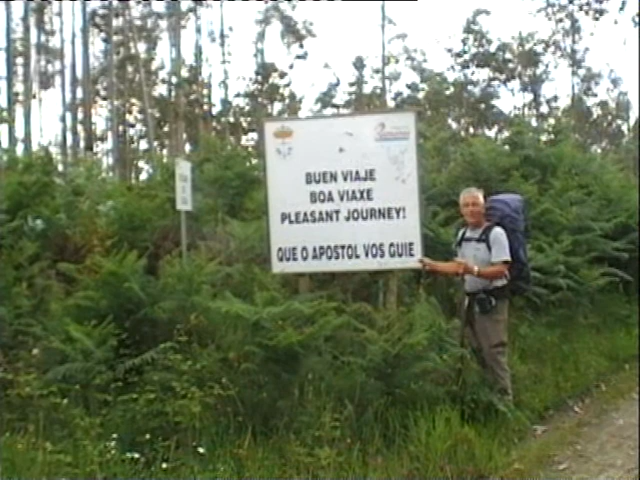 BUEN VIAJE
BOA VIAXE
PLEASANT JOURNEY!
QUE O APOSTOL VOS GUIE